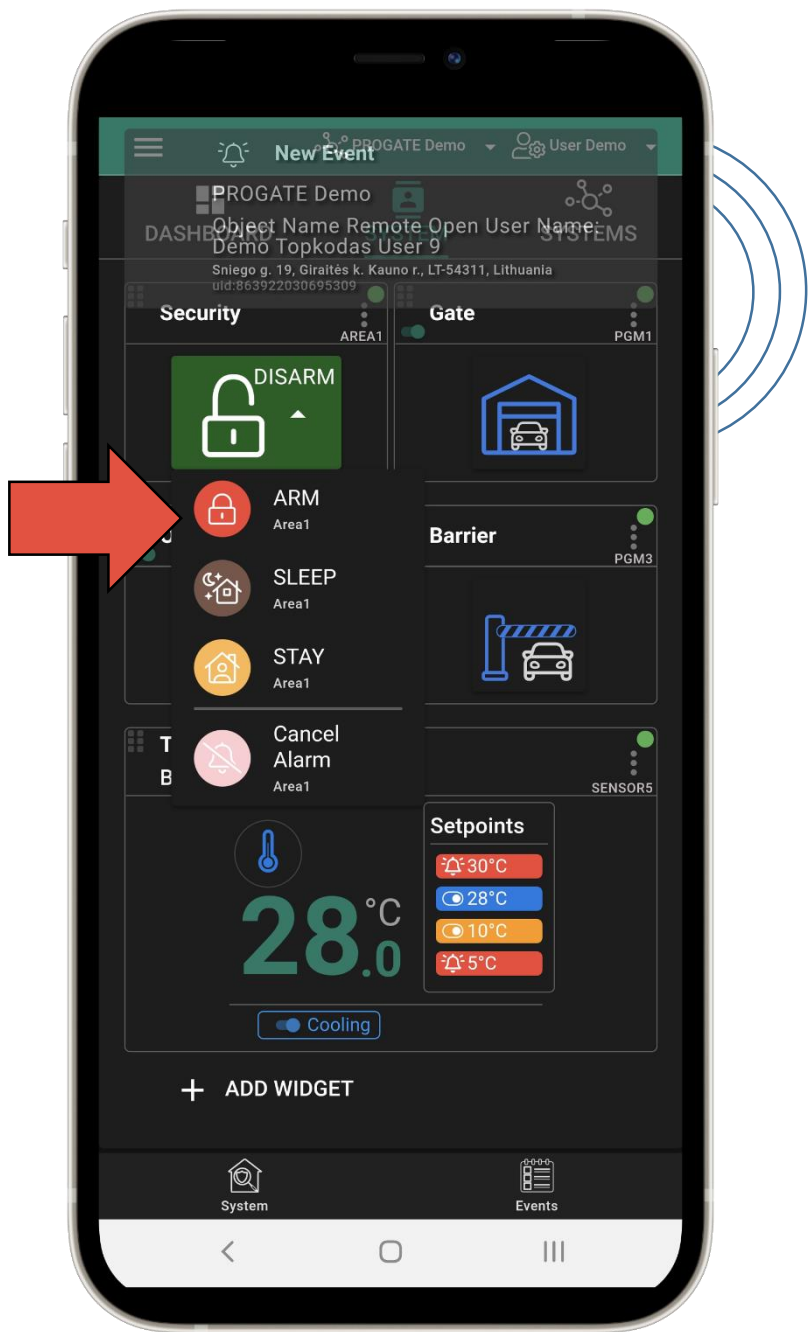 New Event
PROGATE Demo
User Demo
PROGATE Demo
DASHBOARD
SYSTEM
SYSTEMS
Object Name Remote Open User Name:
Demo Topkodas User 9
Sniego g. 19, Giraitės k. Kauno r., LT-54311, Lithuania
uid:863922030695309
Security
AREA1
Gate
PGM1
DISARM
ARM
Area1
SLEEP
Area1
STAY
Area1
Cancel
Alarm
Area1
Barrier
PGM3
T
B
SENSOR5
Setpoints
30°C
28°C
10°C
5°C
28.0 °C
Cooling
+ ADD WIDGET
System
Events